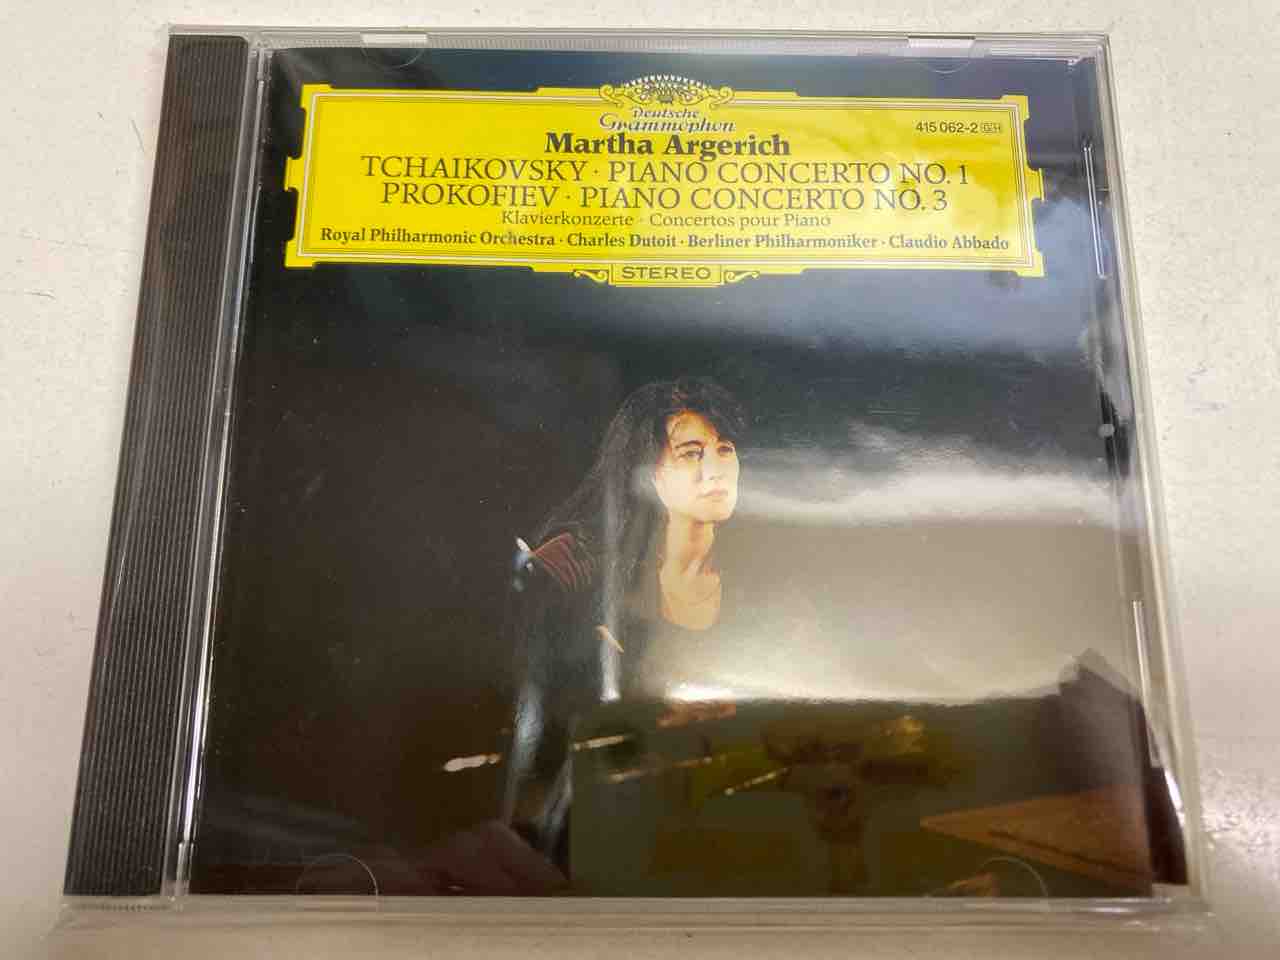 Deutsche
Grammophon
415 062-2 GH
Martha Argerich
TCHAIKOVSKY · PIANO CONCERTO NO. 1
PROKOFIEV · PIANO CONCERTO NO. 3
Klavierkonzerte · Concertos pour Piano
Royal Philharmonic Orchestra · Charles Dutoit · Berliner Philharmoniker · Claudio Abbado
STEREO